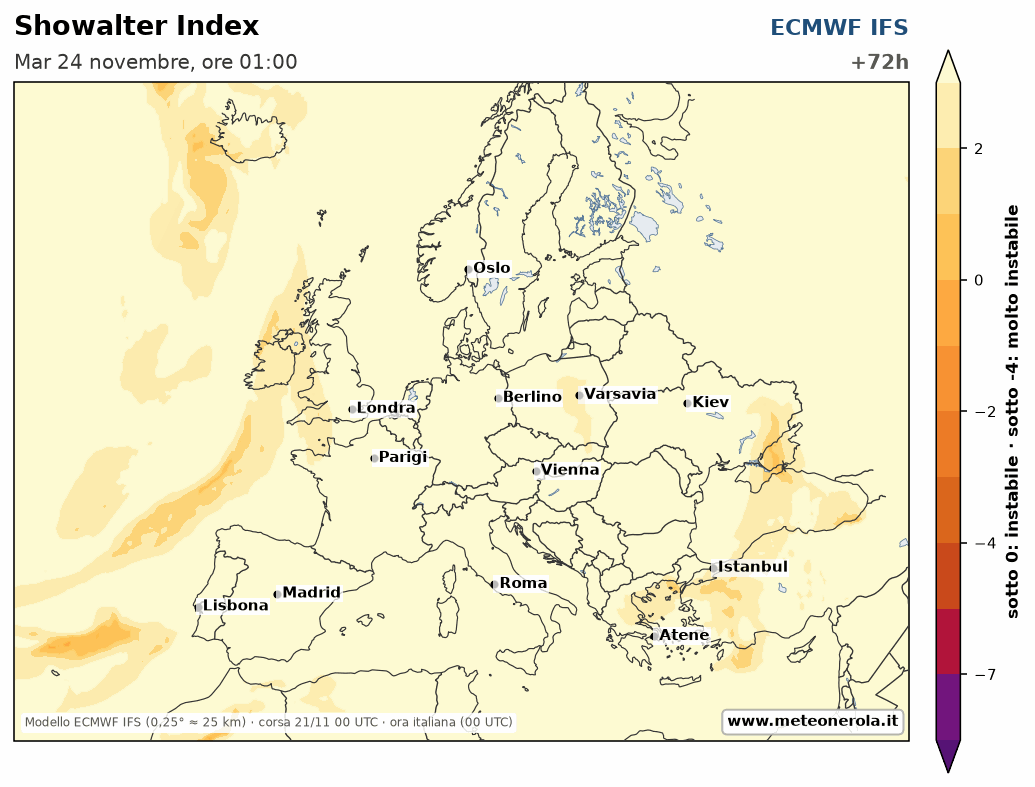 Showalter Index
ECMWF IFS
Mar 24 novembre, ore 01:00
+72h
Oslo
Londra
Berlino
Varsavia
Kiev
Parigi
Vienna
Istanbul
Roma
Madrid
Lisbona
Atene
Modello ECMWF IFS (0,25° ≈ 25 km) · corsa 21/11 00 UTC · ora italiana (00 UTC)
www.meteonerola.it
2
0
−2
−4
−7
sotto 0: instabile · sotto -4: molto instabile